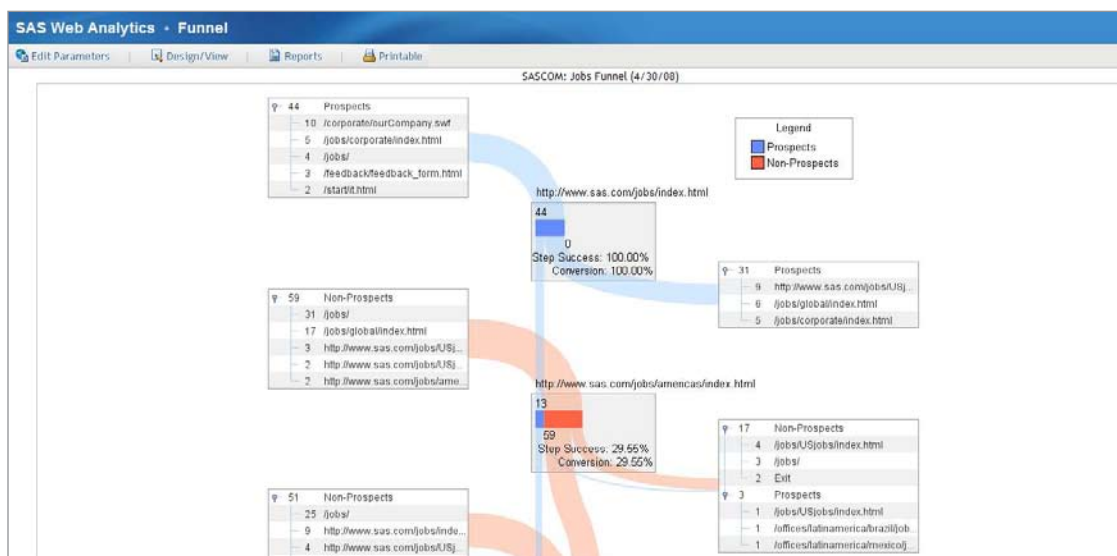 SAS Web Analytics • Funnel
Edit Parameters | Design/View | Reports | Printable
SASCOM: Jobs Funnel (4/30/08)
44 Prospects
10 /corporate/ourCompany.swf
5 /jobs/corporate/index.html
4 /jobs/
3 /feedback/feedback_form.html
2 /start/it.html
Legend
Prospects
Non-Prospects
http://www.sas.com/jobs/index.html
44
0
Step Success: 100.00%
Conversion: 100.00%
31 Prospects
9 http://www.sas.com/jobs/USj...
6 /jobs/global/index.html
5 /jobs/corporate/index.html
59 Non-Prospects
31 /jobs/
17 /jobs/global/index.html
3 http://www.sas.com/jobs/USj...
2 http://www.sas.com/jobs/USj...
2 http://www.sas.com/jobs/ame...
http://www.sas.com/jobs/americas/index.html
13
59
Step Success: 29.55%
Conversion: 29.55%
17 Non-Prospects
4 /jobs/USjobs/index.html
3 /jobs/
2 Exit
3 Prospects
1 /jobs/USjobs/index.html
1 /offices/latinamerica/brazil/job...
1 /offices/latinamerica/mexico/j...
51 Non-Prospects
25 /jobs/
9 http://www.sas.com/jobs/inde...
4 http://www.sas.com/jobs/USj...